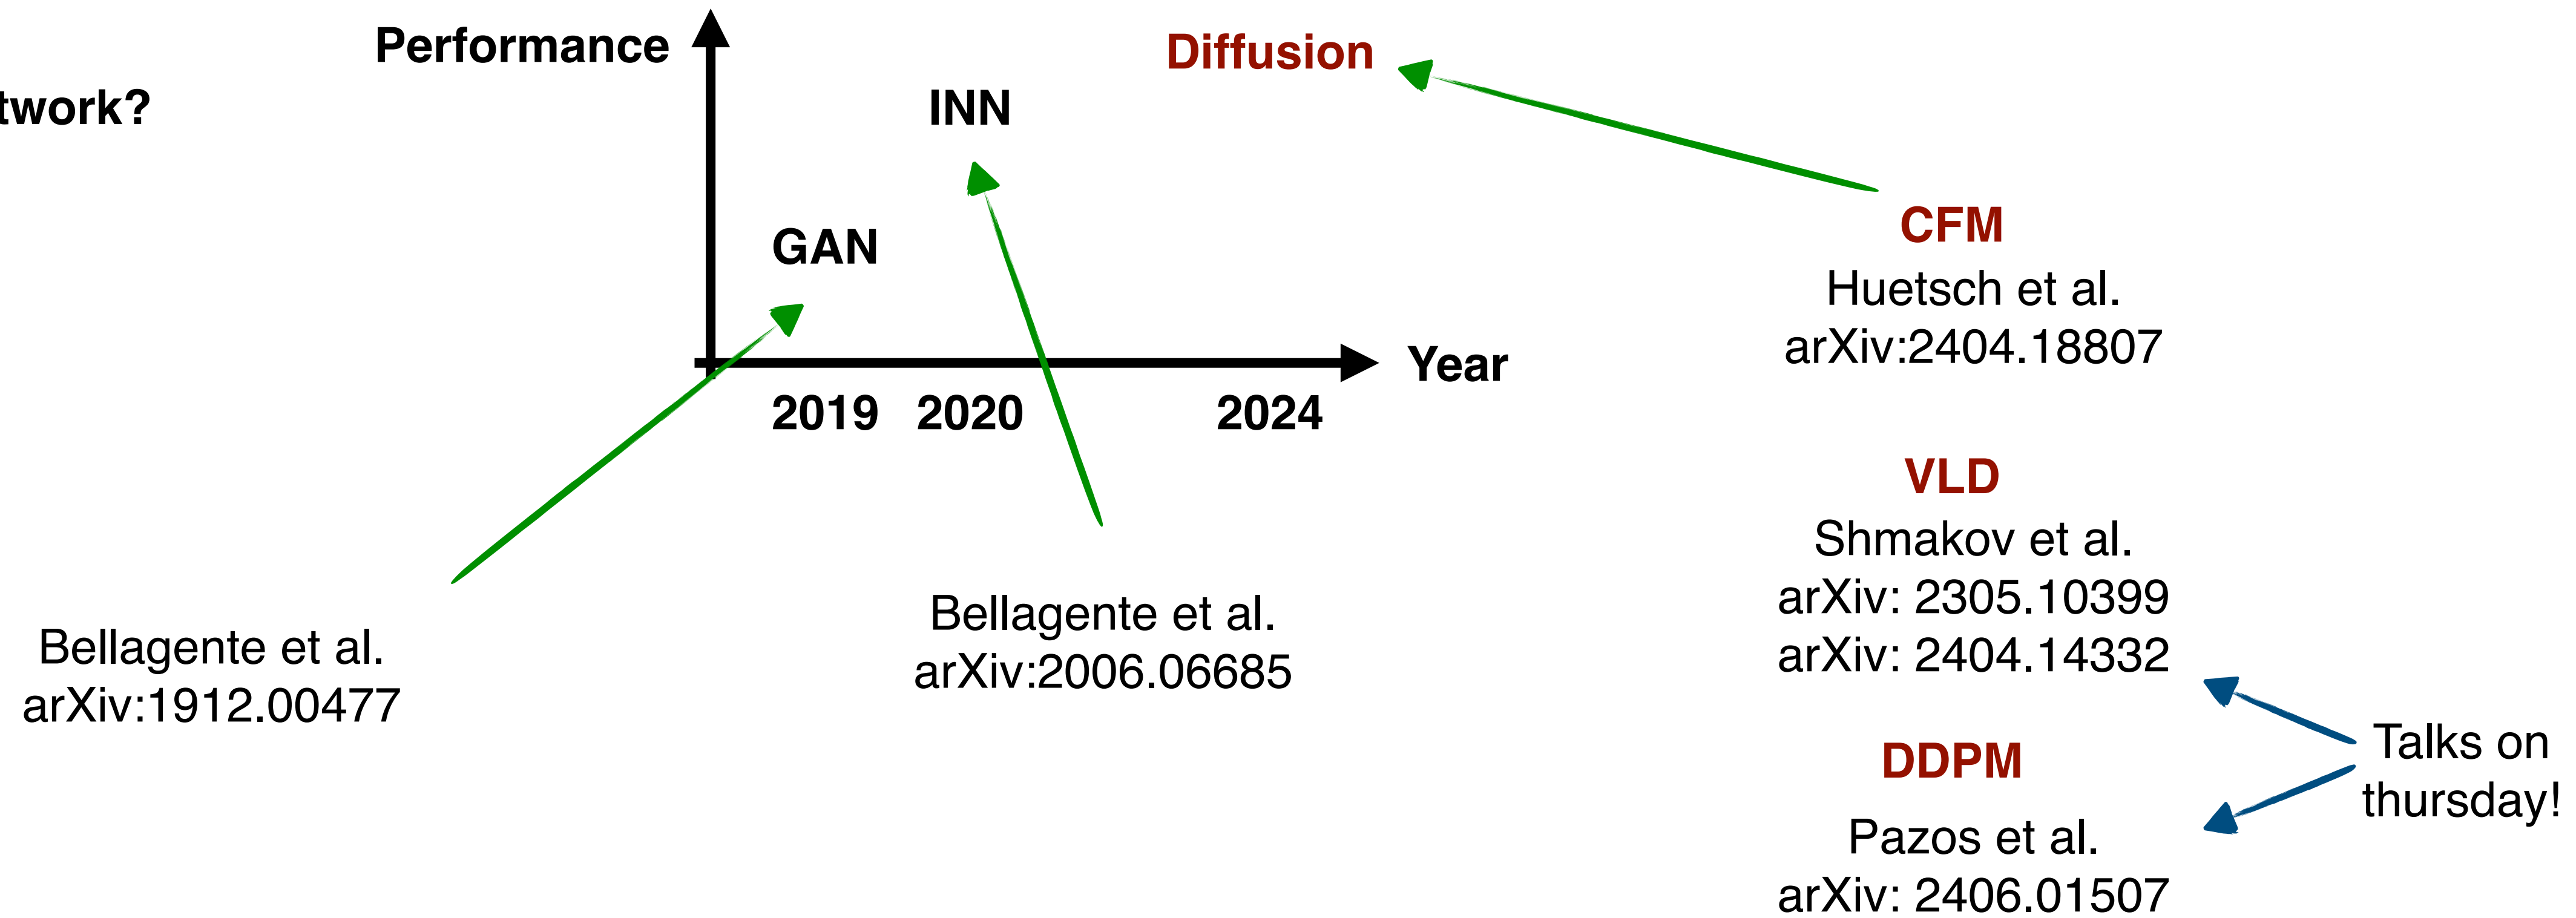 Performance
twork?
Diffusion
INN
GAN
Year
2019 2020 2024
Bellagente et al.
arXiv:1912.00477
Bellagente et al.
arXiv:2006.06685
CFM
Huetsch et al.
arXiv:2404.18807
VLD
Shmakov et al.
arXiv: 2305.10399
arXiv: 2404.14332
DDPM
Pazos et al.
arXiv: 2406.01507
Talks on
thursday!